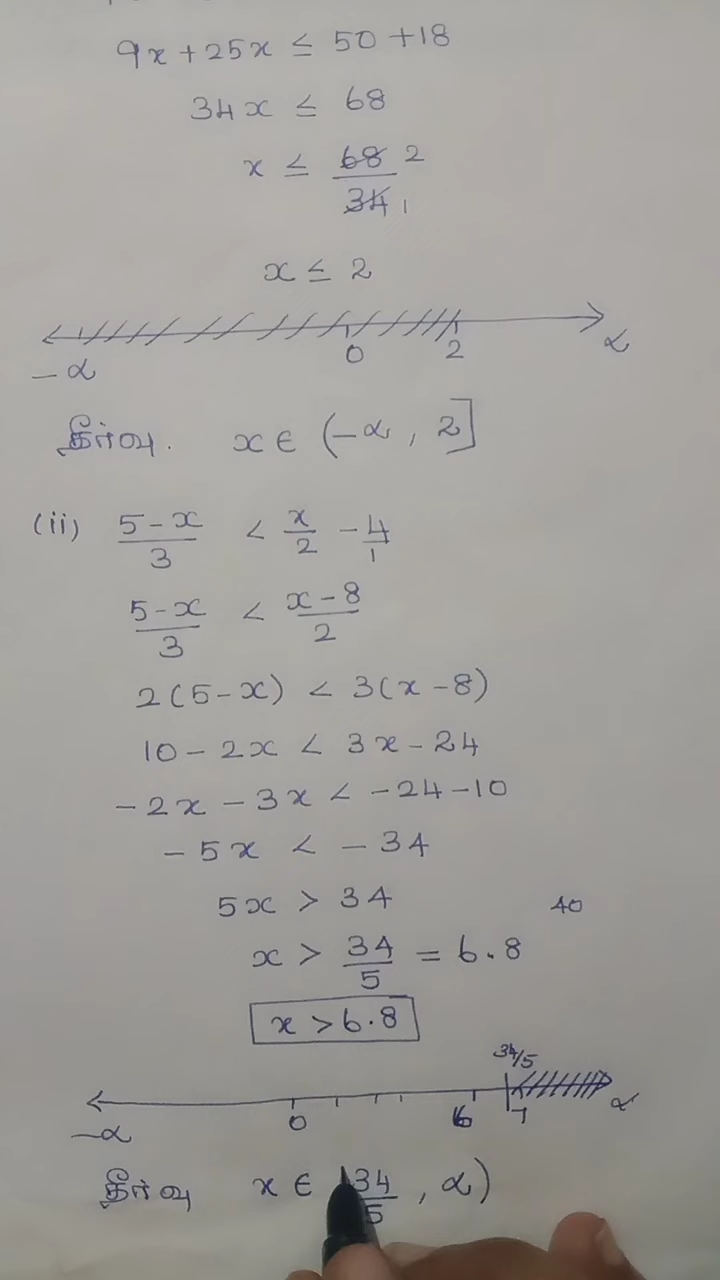 9x + 25x ≤ 50 + 18
34x ≤ 68
x ≤ 68/34 2 1
x ≤ 2
-α 0 2 α
தீர்வு. x ∈ (-α, 2]
(ii) (5-x)/3 < x/2 - 4/1
(5-x)/3 < (x-8)/2
2(5-x) < 3(x-8)
10 - 2x < 3x - 24
-2x - 3x < -24 - 10
-5x < -34
5x > 34 40
x > 34/5 = 6.8
x > 6.8
34/5
-α 0 6 7 α
தீர்வு x ∈ 34/5, α)